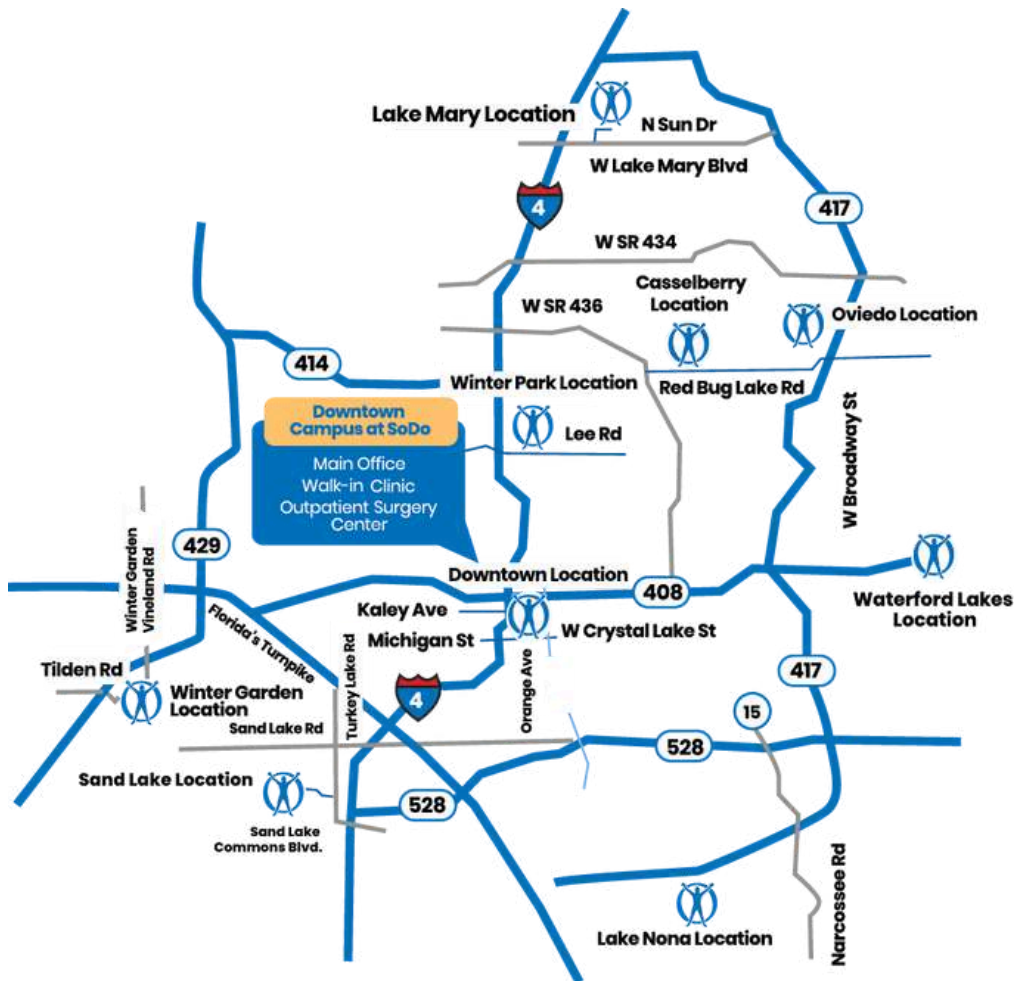 Lake Mary Location
N Sun Dr
W Lake Mary Blvd
4
417
W SR 434
Casselberry
Location
W SR 436
Oviedo Location
414
Winter Park Location
Red Bug Lake Rd
Downtown
Campus at SoDo
Lee Rd
Main Office
Walk-in Clinic
Outpatient Surgery
Center
W Broadway St
429
Winter Garden
Vineland Rd
Downtown Location
408
Waterford Lakes
Location
Kaley Ave
Florida's Turnpike
Michigan St
W Crystal Lake St
Tilden Rd
Turkey Lake Rd
Orange Ave
417
Winter Garden
Location
4
15
Sand Lake Rd
528
Sand Lake Location
528
Sand Lake
Commons Blvd.
Narcossee Rd
Lake Nona Location